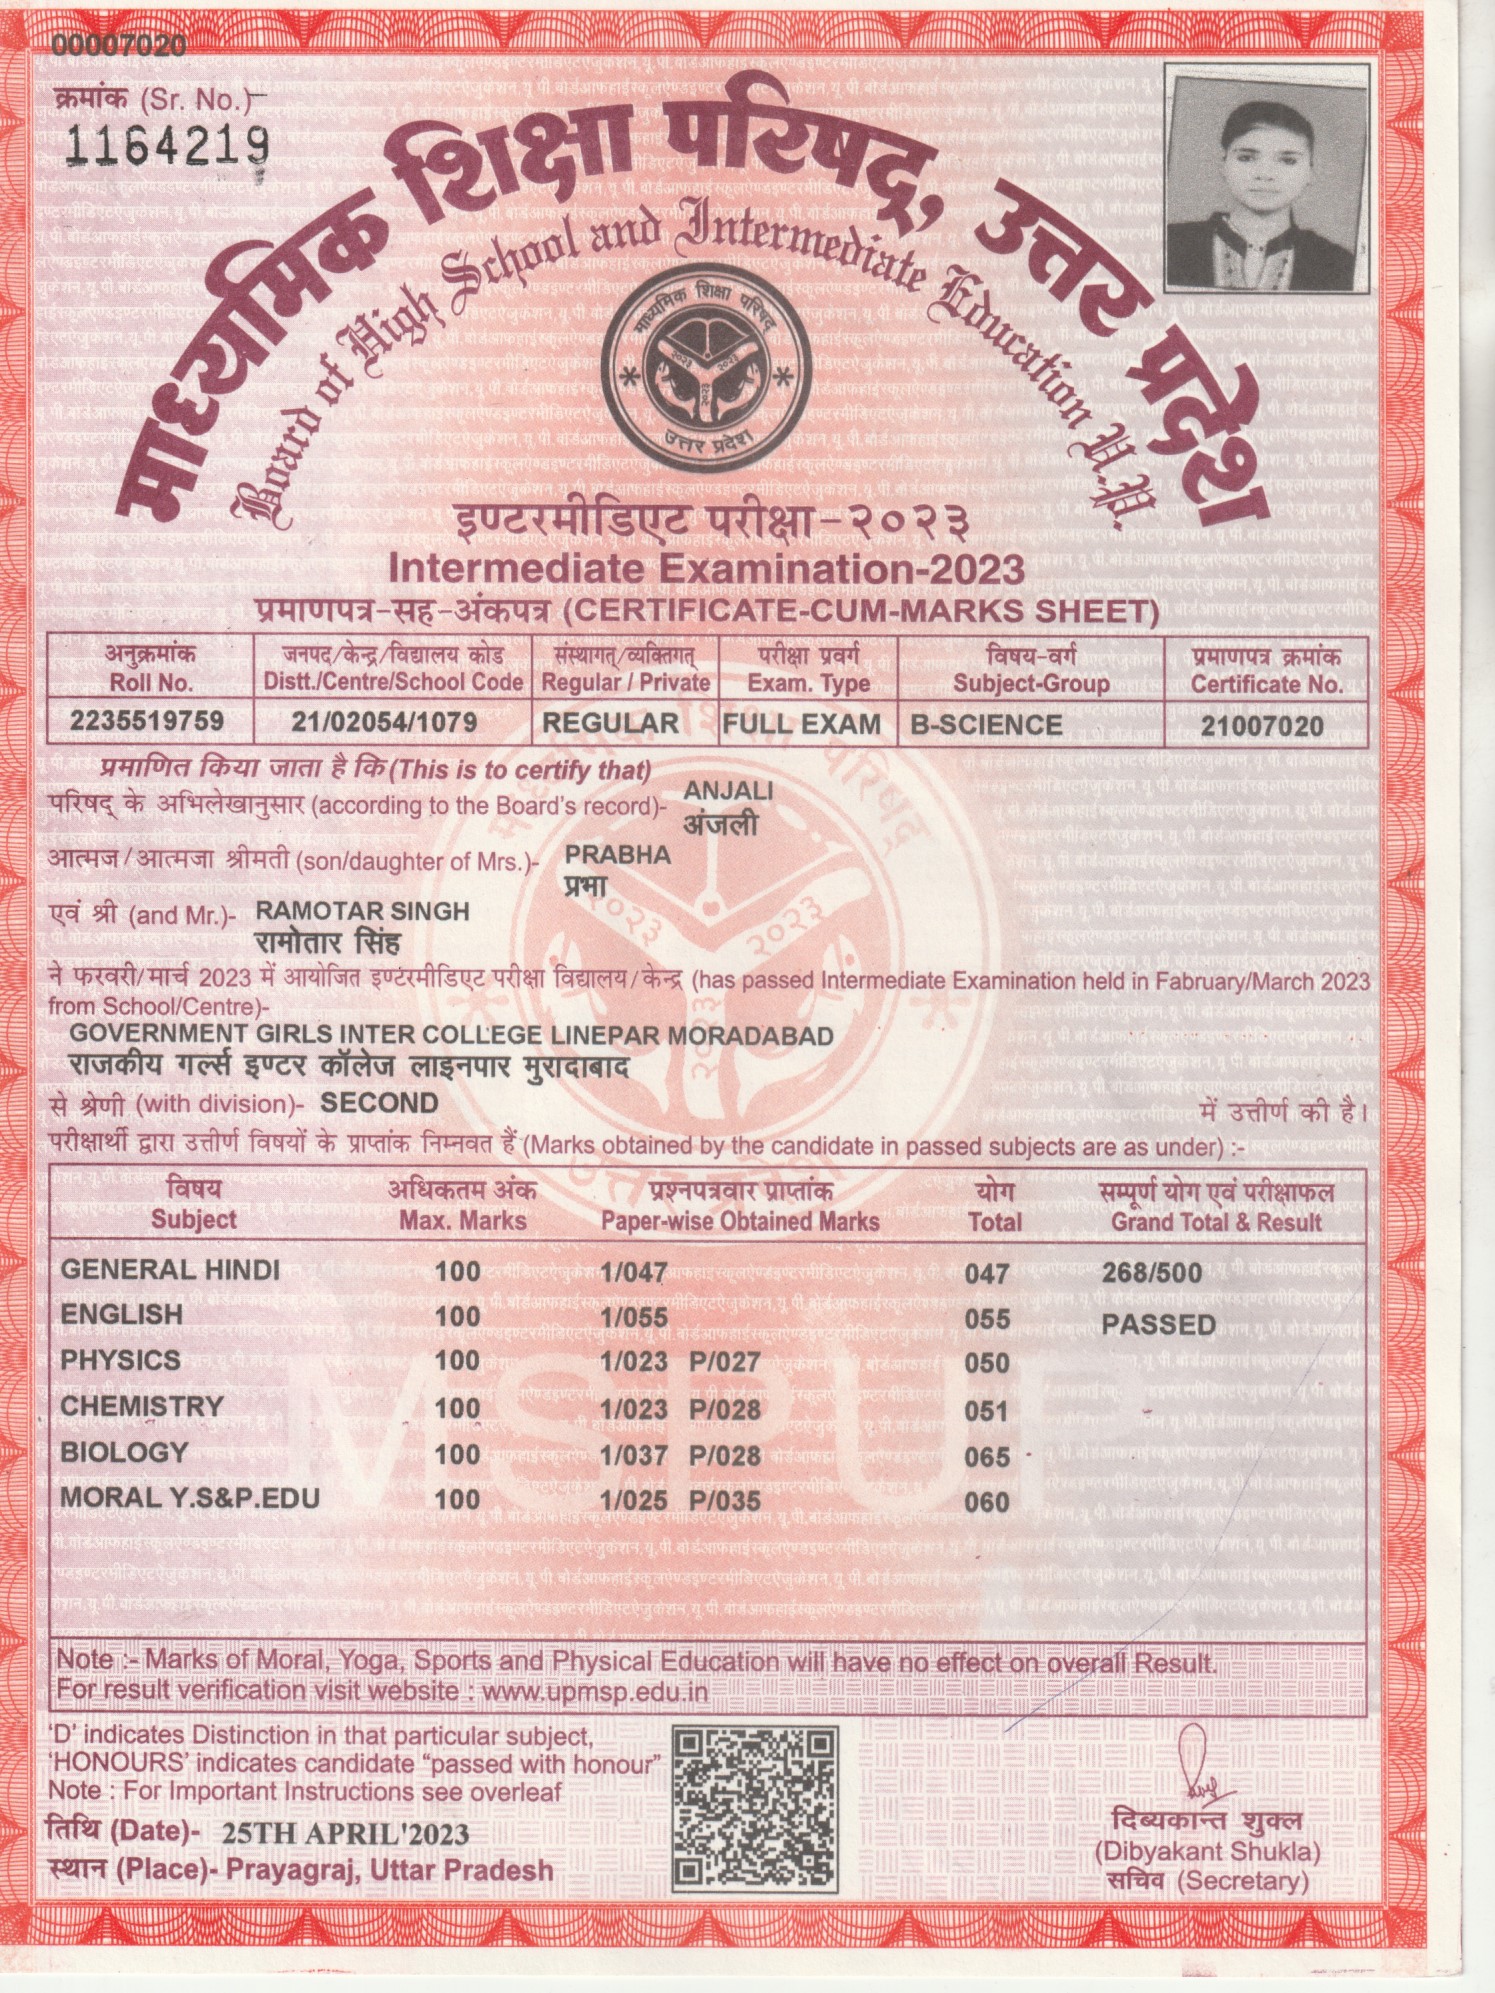 00007020
क्रमांक (Sr. No.)-
1164219
माध्यमिक शिक्षा परिषद्, उत्तर प्रदेश
Board of High School and Intermediate Education U.P.
माध्यमिक शिक्षा परिषद
२०२३ २०२३
२०२३
उत्तर प्रदेश
इण्टरमीडिएट परीक्षा-२०२३
Intermediate Examination-2023
प्रमाणपत्र-सह-अंकपत्र (CERTIFICATE-CUM-MARKS SHEET)
अनुक्रमांक जनपद/केन्द्र/विद्यालय कोड संस्थागत्/व्यक्तिगत् परीक्षा प्रवर्ग विषय-वर्ग प्रमाणपत्र क्रमांक
Roll No. Distt./Centre/School Code Regular / Private Exam. Type Subject-Group Certificate No.
2235519759 21/02054/1079 REGULAR FULL EXAM B-SCIENCE 21007020
प्रमाणित किया जाता है कि (This is to certify that)
परिषद् के अभिलेखानुसार (according to the Board's record)- ANJALI
अंजली
आत्मज/आत्मजा श्रीमती (son/daughter of Mrs.)- PRABHA
प्रभा
एवं श्री (and Mr.)- RAMOTAR SINGH
रामोतार सिंह
ने फरवरी/मार्च 2023 में आयोजित इण्टरमीडिएट परीक्षा विद्यालय/केन्द्र (has passed Intermediate Examination held in Fabruary/March 2023
from School/Centre)-
GOVERNMENT GIRLS INTER COLLEGE LINEPAR MORADABAD
राजकीय गर्ल्स इण्टर कॉलेज लाइनपार मुरादाबाद
से श्रेणी (with division)- SECOND में उत्तीर्ण की है।
परीक्षार्थी द्वारा उत्तीर्ण विषयों के प्राप्तांक निम्नवत हैं (Marks obtained by the candidate in passed subjects are as under) :-
विषय अधिकतम अंक प्रश्नपत्रवार प्राप्तांक योग सम्पूर्ण योग एवं परीक्षाफल
Subject Max. Marks Paper-wise Obtained Marks Total Grand Total & Result
GENERAL HINDI 100 1/047 047 268/500
ENGLISH 100 1/055 055 PASSED
PHYSICS 100 1/023 P/027 050
CHEMISTRY 100 1/023 P/028 051
BIOLOGY 100 1/037 P/028 065
MORAL Y.S&P.EDU 100 1/025 P/035 060
Note :- Marks of Moral, Yoga, Sports and Physical Education will have no effect on overall Result.
For result verification visit website : www.upmsp.edu.in
'D' indicates Distinction in that particular subject,
'HONOURS' indicates candidate "passed with honour"
Note : For Important Instructions see overleaf
तिथि (Date)- 25TH APRIL'2023
स्थान (Place)- Prayagraj, Uttar Pradesh
दिब्यकान्त शुक्ल
(Dibyakant Shukla)
सचिव (Secretary)